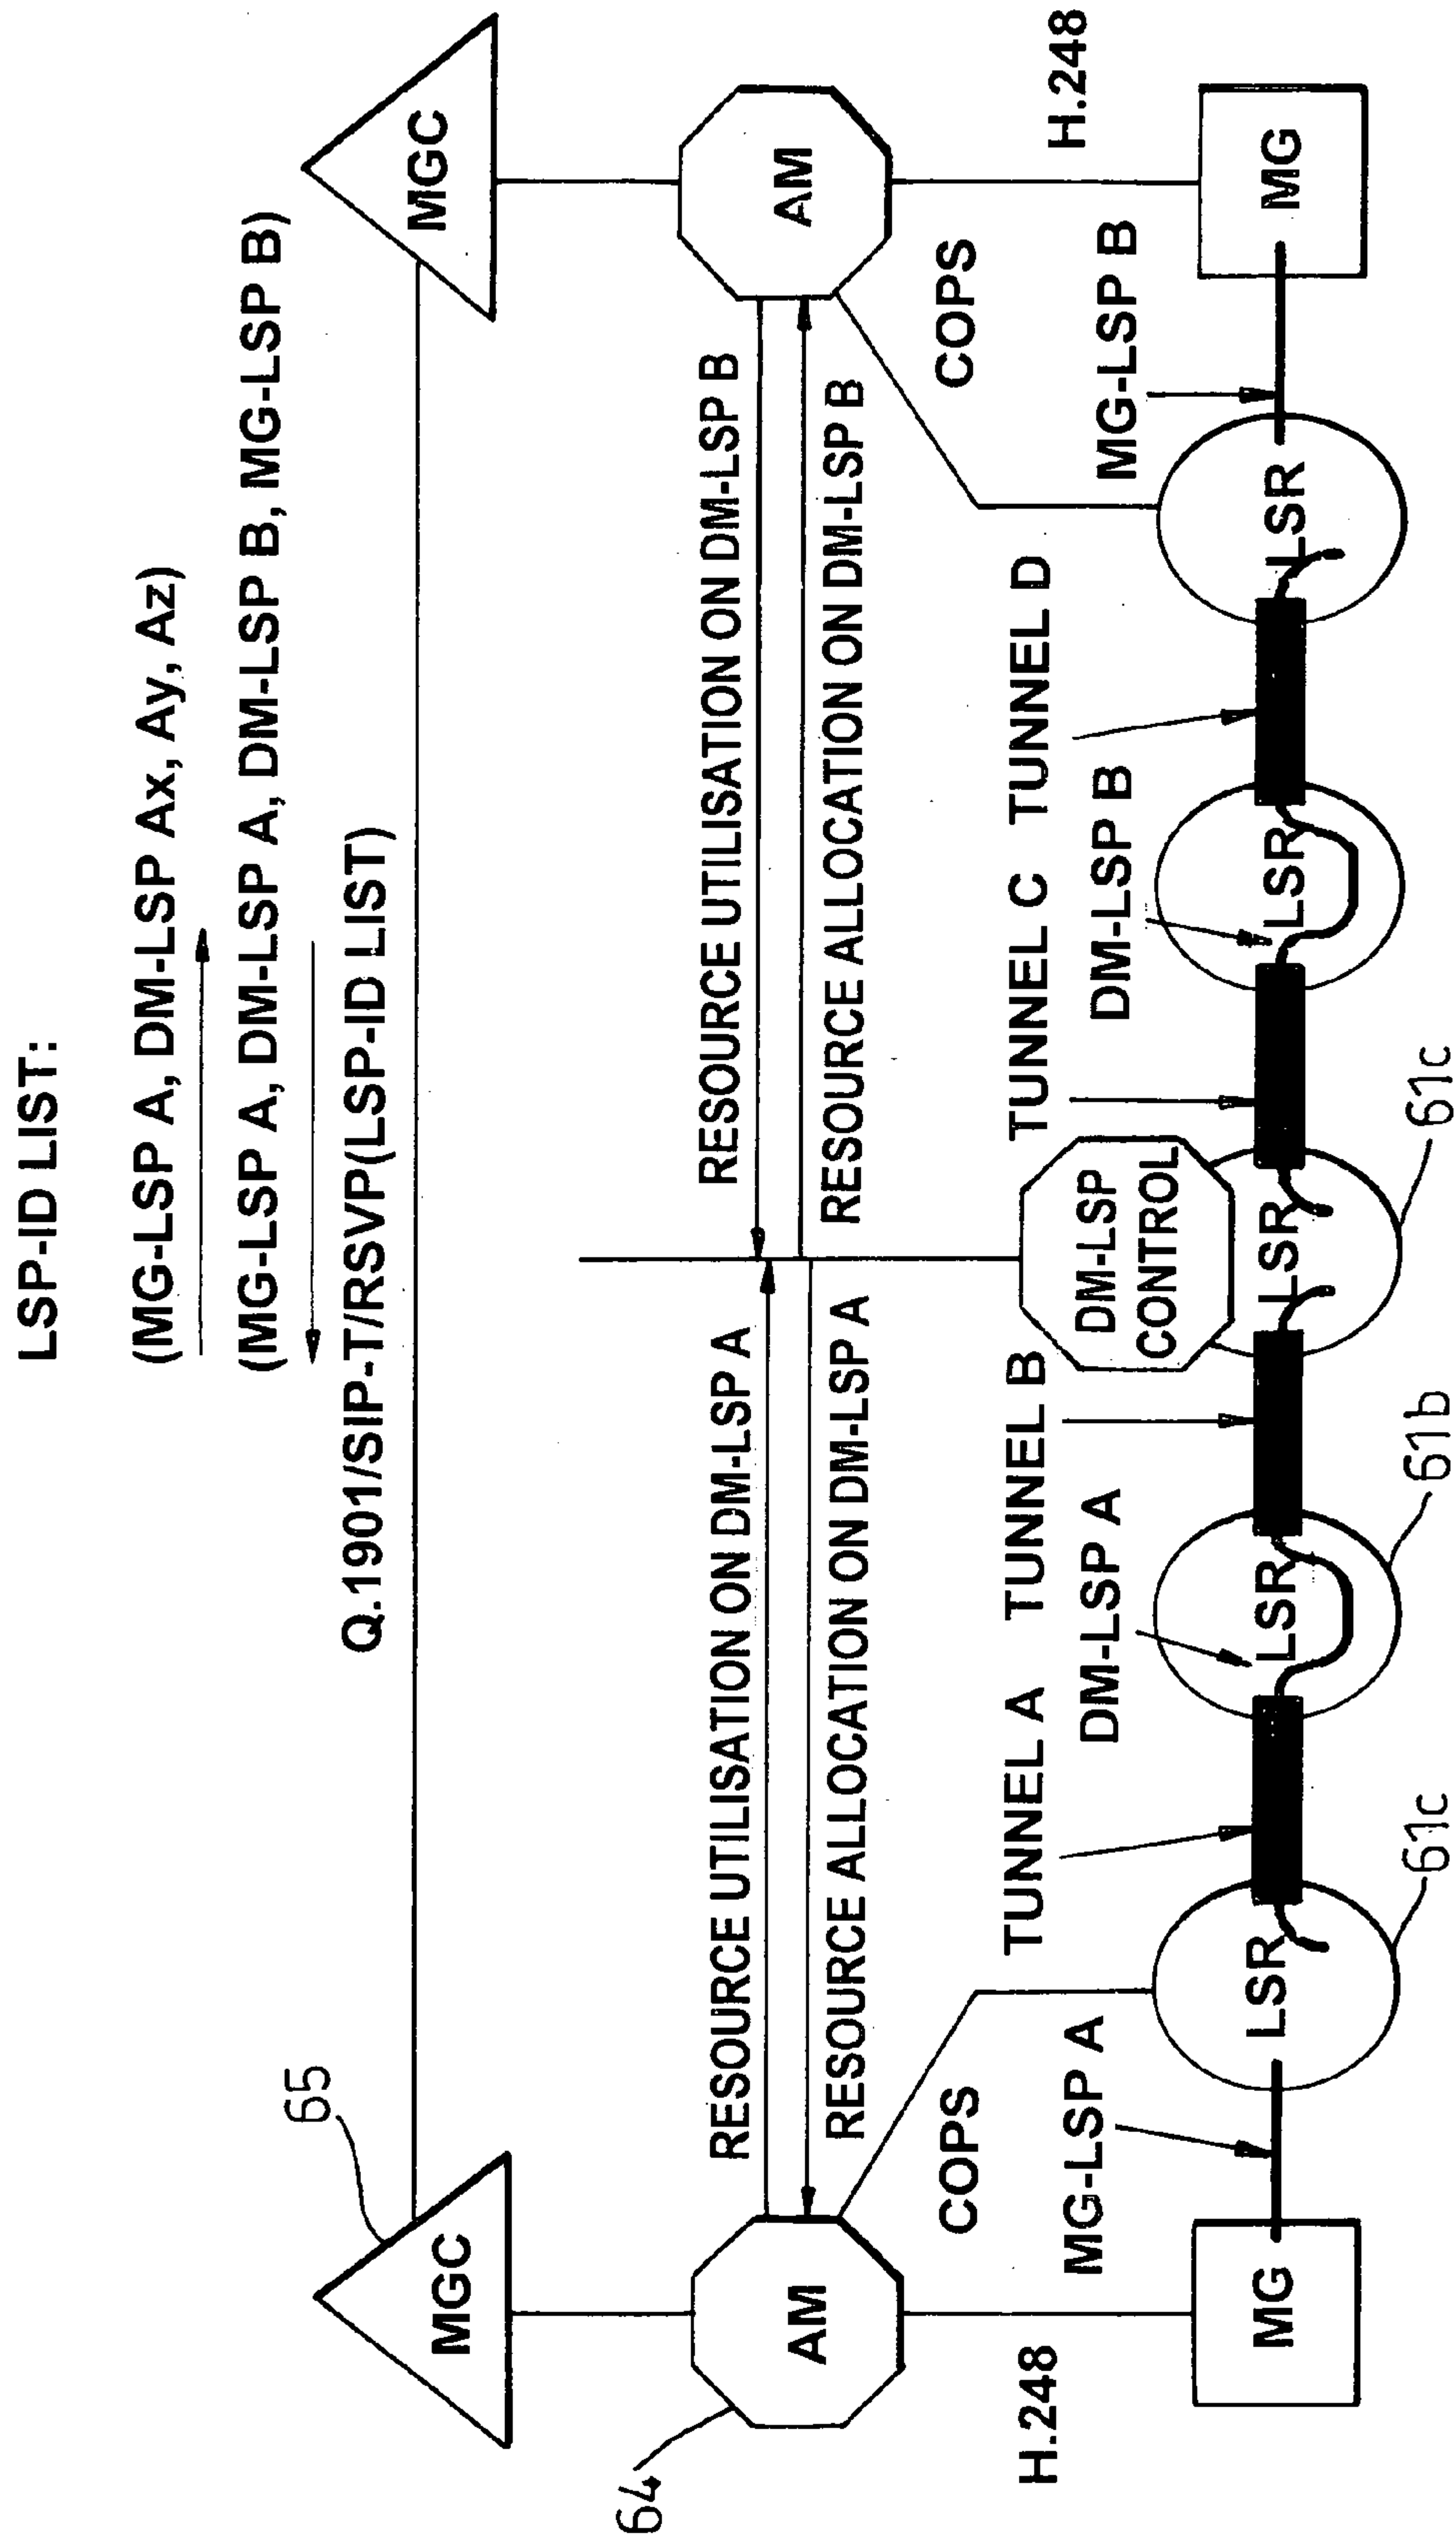 LSP-ID LIST:
(MG-LSP A, DM-LSP Ax, Ay, Az)
(MG-LSP A, DM-LSP A, DM-LSP B, MG-LSP B)
Q.1901/SIP-T/RSVP(LSP-ID LIST)
65
MGC
MGC
RESOURCE UTILISATION ON DM-LSP A
RESOURCE UTILISATION ON DM-LSP B
64
AM
AM
RESOURCE ALLOCATION ON DM-LSP A
RESOURCE ALLOCATION ON DM-LSP B
COPS
COPS
H.248
H.248
TUNNEL A
TUNNEL B
TUNNEL C
TUNNEL D
MG-LSP A
DM-LSP A
DM-LSP
CONTROL
DM-LSP B
MG-LSP B
MG
LSR
LSR
LSR
LSR
LSR
MG
61c
61b
61c